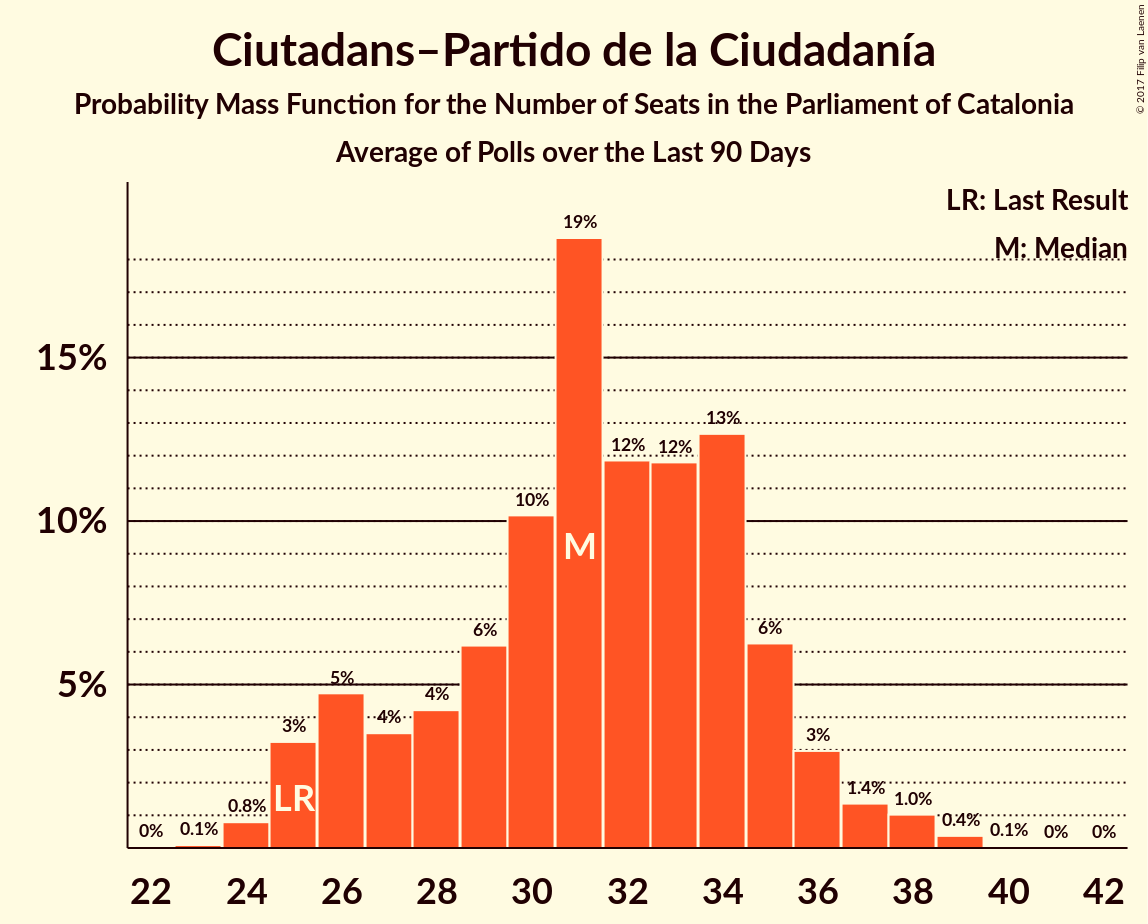 Ciutadans–Partido de la Ciudadanía
Probability Mass Function for the Number of Seats in the Parliament of Catalonia
Average of Polls over the Last 90 Days
© 2017 Filip van Laenen
LR: Last Result
M: Median
15%
10%
5%
0%
0.1%
0.8%
3%
LR
5%
4%
4%
6%
10%
19%
M
12%
12%
13%
6%
3%
1.4%
1.0%
0.4%
0.1%
0%
0%
22 24 26 28 30 32 34 36 38 40 42